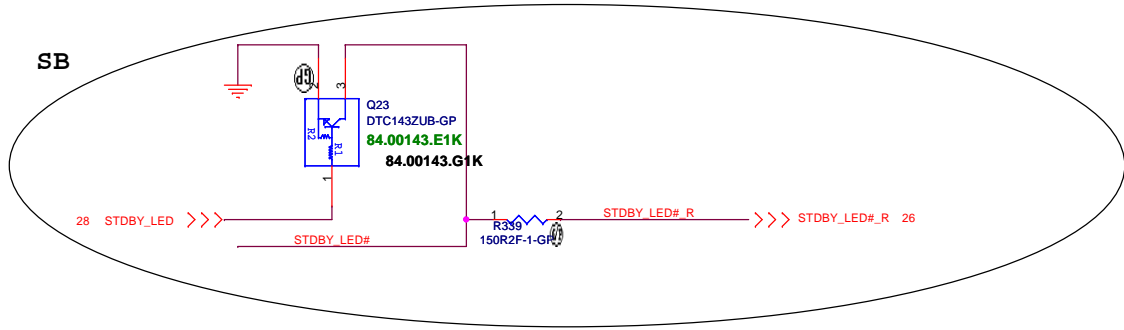 SB
GP
2
3
Q23
DTC143ZUB-GP
84.00143.E1K
84.00143.G1K
R2
R1
1
28 STDBY_LED
STDBY_LED#
1
2
R339
150R2F-1-GP
STDBY_LED#_R
STDBY_LED#_R 26